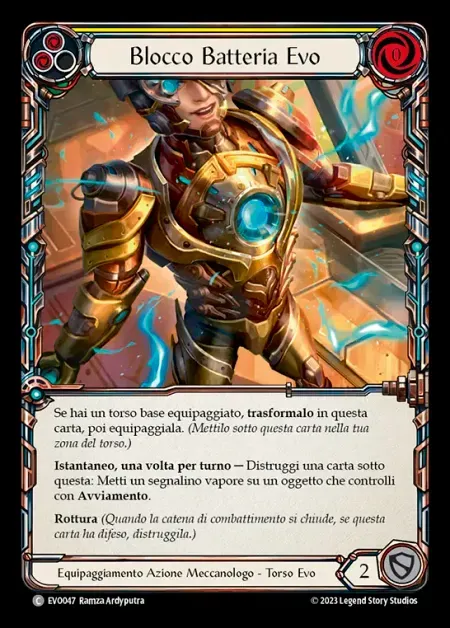 Blocco Batteria Evo
0
Se hai un torso base equipaggiato, trasformalo in questa
carta, poi equipaggiala. (Mettilo sotto questa carta nella tua
zona del torso.)
Istantaneo, una volta per turno — Distruggi una carta sotto
questa: Metti un segnalino vapore su un oggetto che controlli
con Avviamento.
Rottura (Quando la catena di combattimento si chiude, se questa
carta ha difeso, distruggila.)
Equipaggiamento Azione Meccanologo - Torso Evo
2
C EVO047 Ramza Ardyputra
© 2023 Legend Story Studios